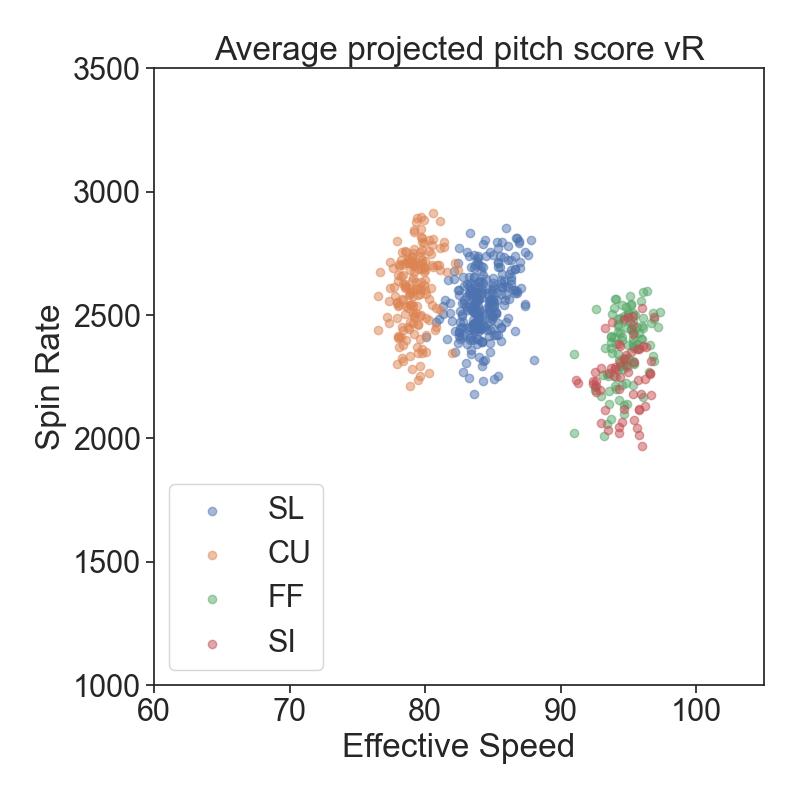 Average projected pitch score vR
3500
3000
2500
2000
1500
1000
Spin Rate
SL
CU
FF
SI
60 70 80 90 100
Effective Speed